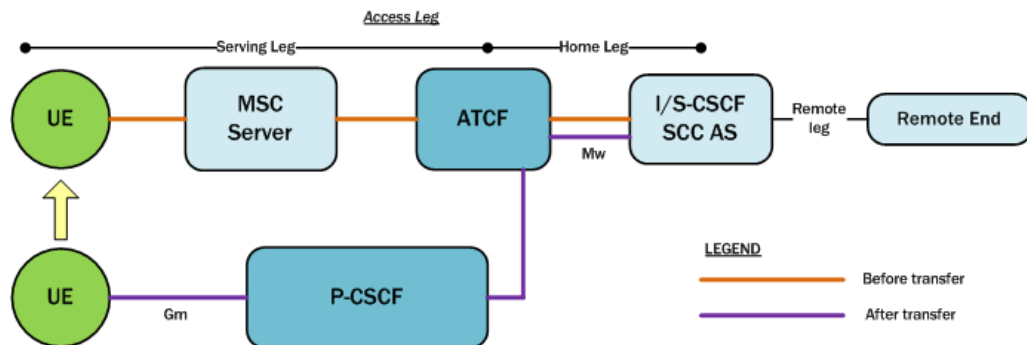 Access Leg
Serving Leg
Home Leg
UE
MSC
Server
ATCF
I/S-CSCF
SCC AS
Remote
leg
Remote End
Mw
UE
Gm
P-CSCF
LEGEND
Before transfer
After transfer